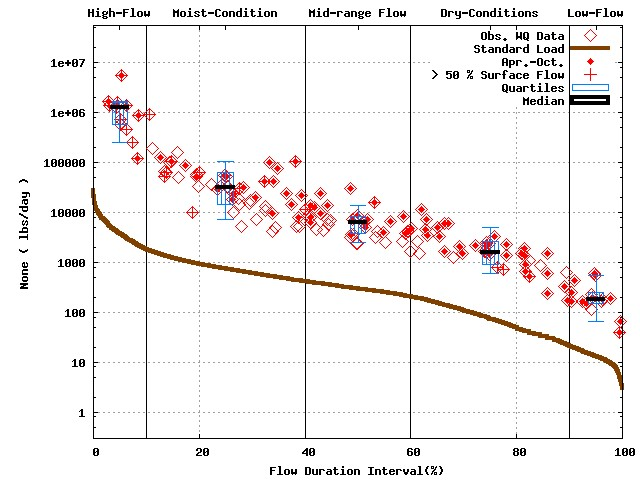 High-Flow Moist-Condition Mid-range Flow Dry-Conditions Low-Flow
Obs. WQ Data
Standard Load
Apr.-Oct.
> 50 % Surface Flow
Quartiles
Median
1e+07
1e+06
100000
10000
1000
100
10
1
None ( lbs/day )
0 20 40 60 80 100
Flow Duration Interval(%)